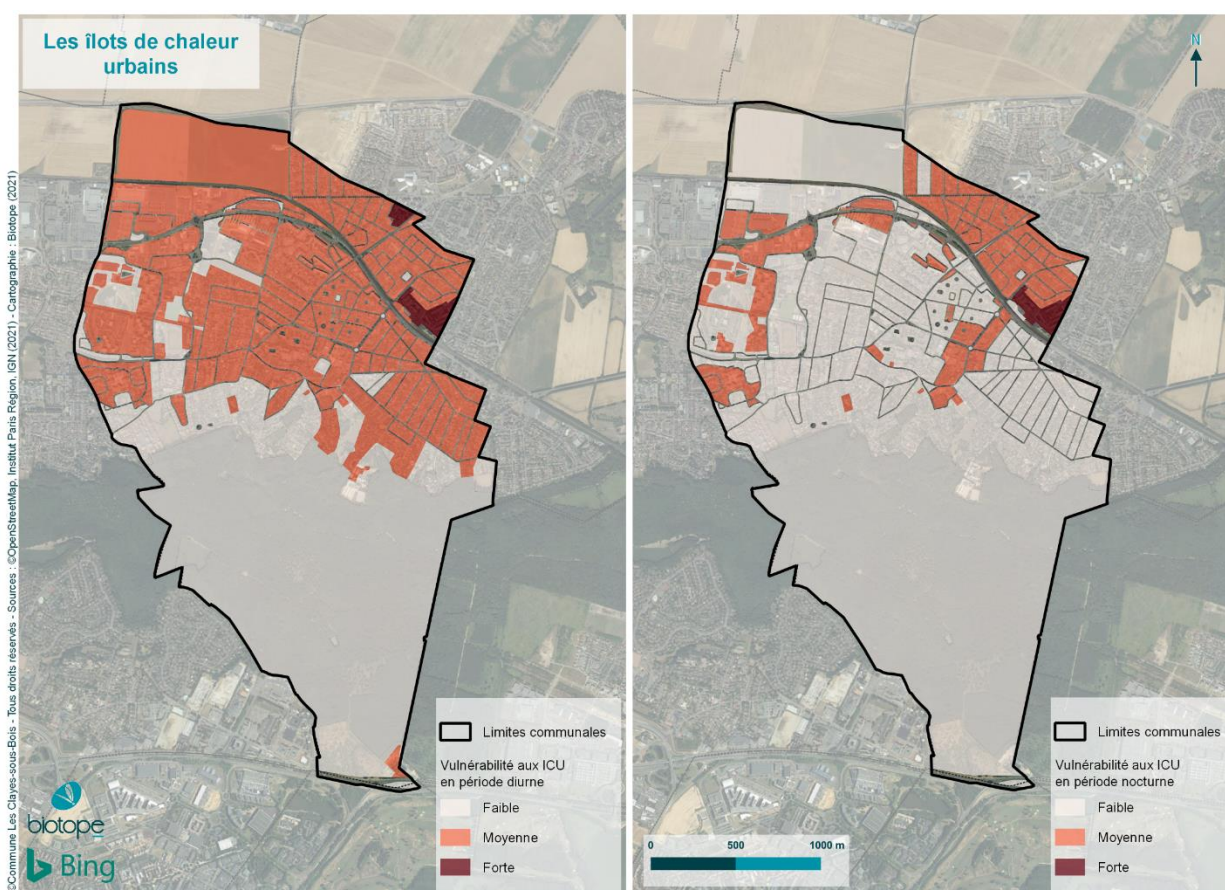 Les îlots de chaleur
urbains
©Commune Les Clayes-sous-Bois - Tous droits réservés - Sources : ©OpenStreetMap, Institut Paris Région, IGN (2021) - Cartographie : Biotope (2021)
biotope
Bing
Limites communales
Vulnérabilité aux ICU
en période diurne
Faible
Moyenne
Forte
N
0 500 1000 m
Limites communales
Vulnérabilité aux ICU
en période nocturne
Faible
Moyenne
Forte